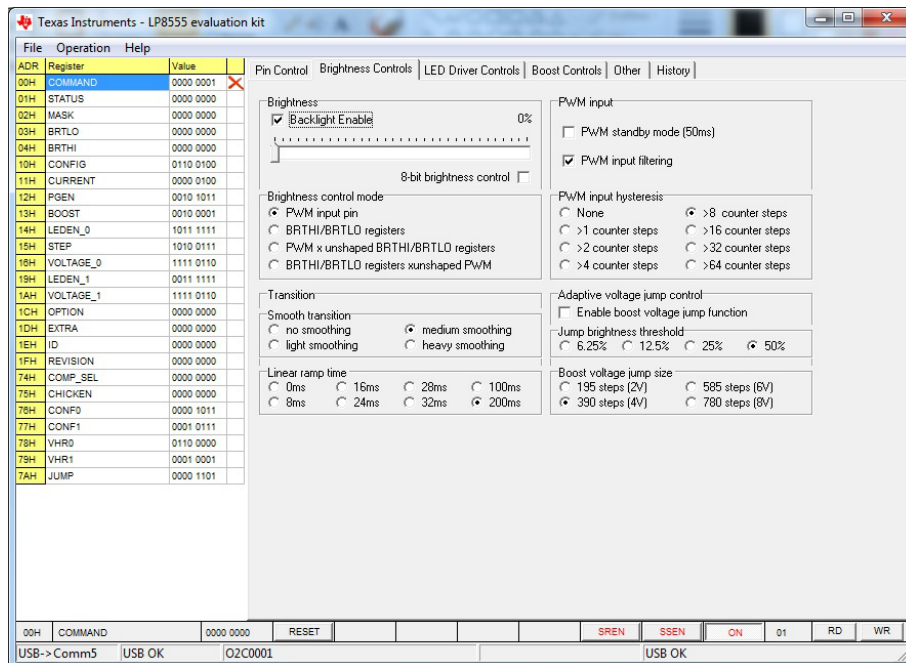 Texas Instruments - LP8555 evaluation kit
File Operation Help
ADR Register Value
00H COMMAND 0000 0001
01H STATUS 0000 0000
02H MASK 0000 0000
03H BRTLO 0000 0000
04H BRTHI 0000 0000
10H CONFIG 0110 0100
11H CURRENT 0000 0100
12H PGEN 0010 1011
13H BOOST 0010 0001
14H LEDEN_0 1011 1111
15H STEP 1010 0111
16H VOLTAGE_0 1111 0110
19H LEDEN_1 0011 1111
1AH VOLTAGE_1 1111 0110
1CH OPTION 0000 0000
1DH EXTRA 0000 0000
1EH ID 0000 0000
1FH REVISION 0000 0000
74H COMP_SEL 0000 0000
75H CHICKEN 0000 0000
76H CONF0 0000 1011
77H CONF1 0001 0111
78H VHR0 0110 0000
79H VHR1 0001 0001
7AH JUMP 0000 1101
Pin Control Brightness Controls LED Driver Controls Boost Controls Other History
Brightness
Backlight Enable 0%
8-bit brightness control
Brightness control mode
PWM input pin
BRTHI/BRTLO registers
PWM x unshaped BRTHI/BRTLO registers
BRTHI/BRTLO registers xunshaped PWM
Transition
Smooth transition
no smoothing medium smoothing
light smoothing heavy smoothing
Linear ramp time
0ms 16ms 28ms 100ms
8ms 24ms 32ms 200ms
PWM input
PWM standby mode (50ms)
PWM input filtering
PWM input hysteresis
None >8 counter steps
>1 counter steps >16 counter steps
>2 counter steps >32 counter steps
>4 counter steps >64 counter steps
Adaptive voltage jump control
Enable boost voltage jump function
Jump brightness threshold
6.25% 12.5% 25% 50%
Boost voltage jump size
195 steps (2V) 585 steps (6V)
390 steps (4V) 780 steps (8V)
00H COMMAND 0000 0000 RESET SREN SSEN ON 01 RD WR
USB->Comm5 USB OK O2C0001 USB OK